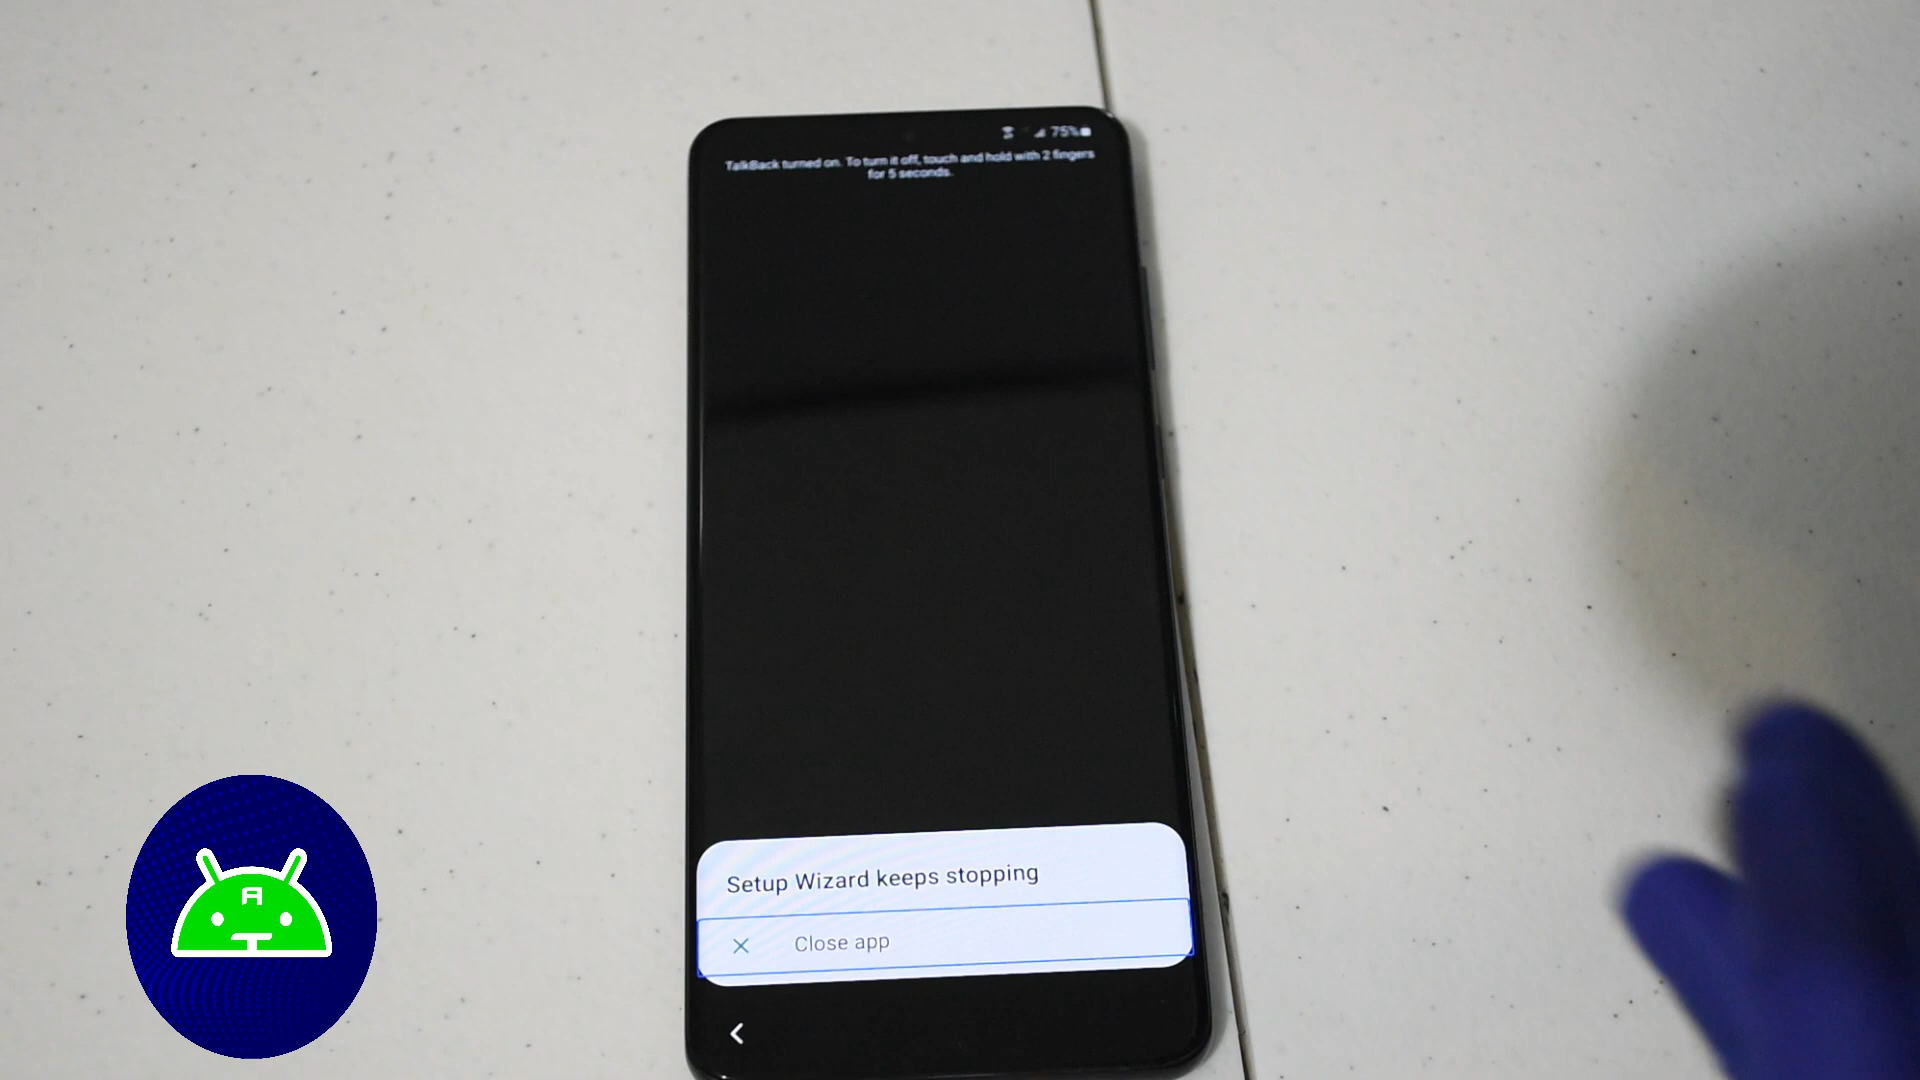 75%
TalkBack turned on. To turn it off, touch and hold with 2 fingers
for 5 seconds.
Setup Wizard keeps stopping
Close app
A